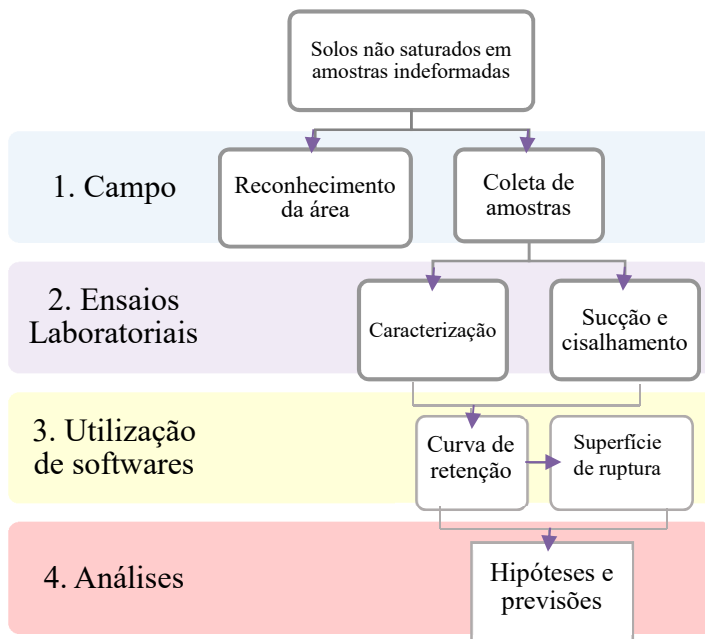 Solos não saturados em
amostras indeformadas
1. Campo
Reconhecimento
da área
Coleta de
amostras
2. Ensaios
Laboratoriais
Caracterização
Sucção e
cisalhamento
3. Utilização
de softwares
Curva de
retenção
Superfície
de ruptura
4. Análises
Hipóteses e
previsões